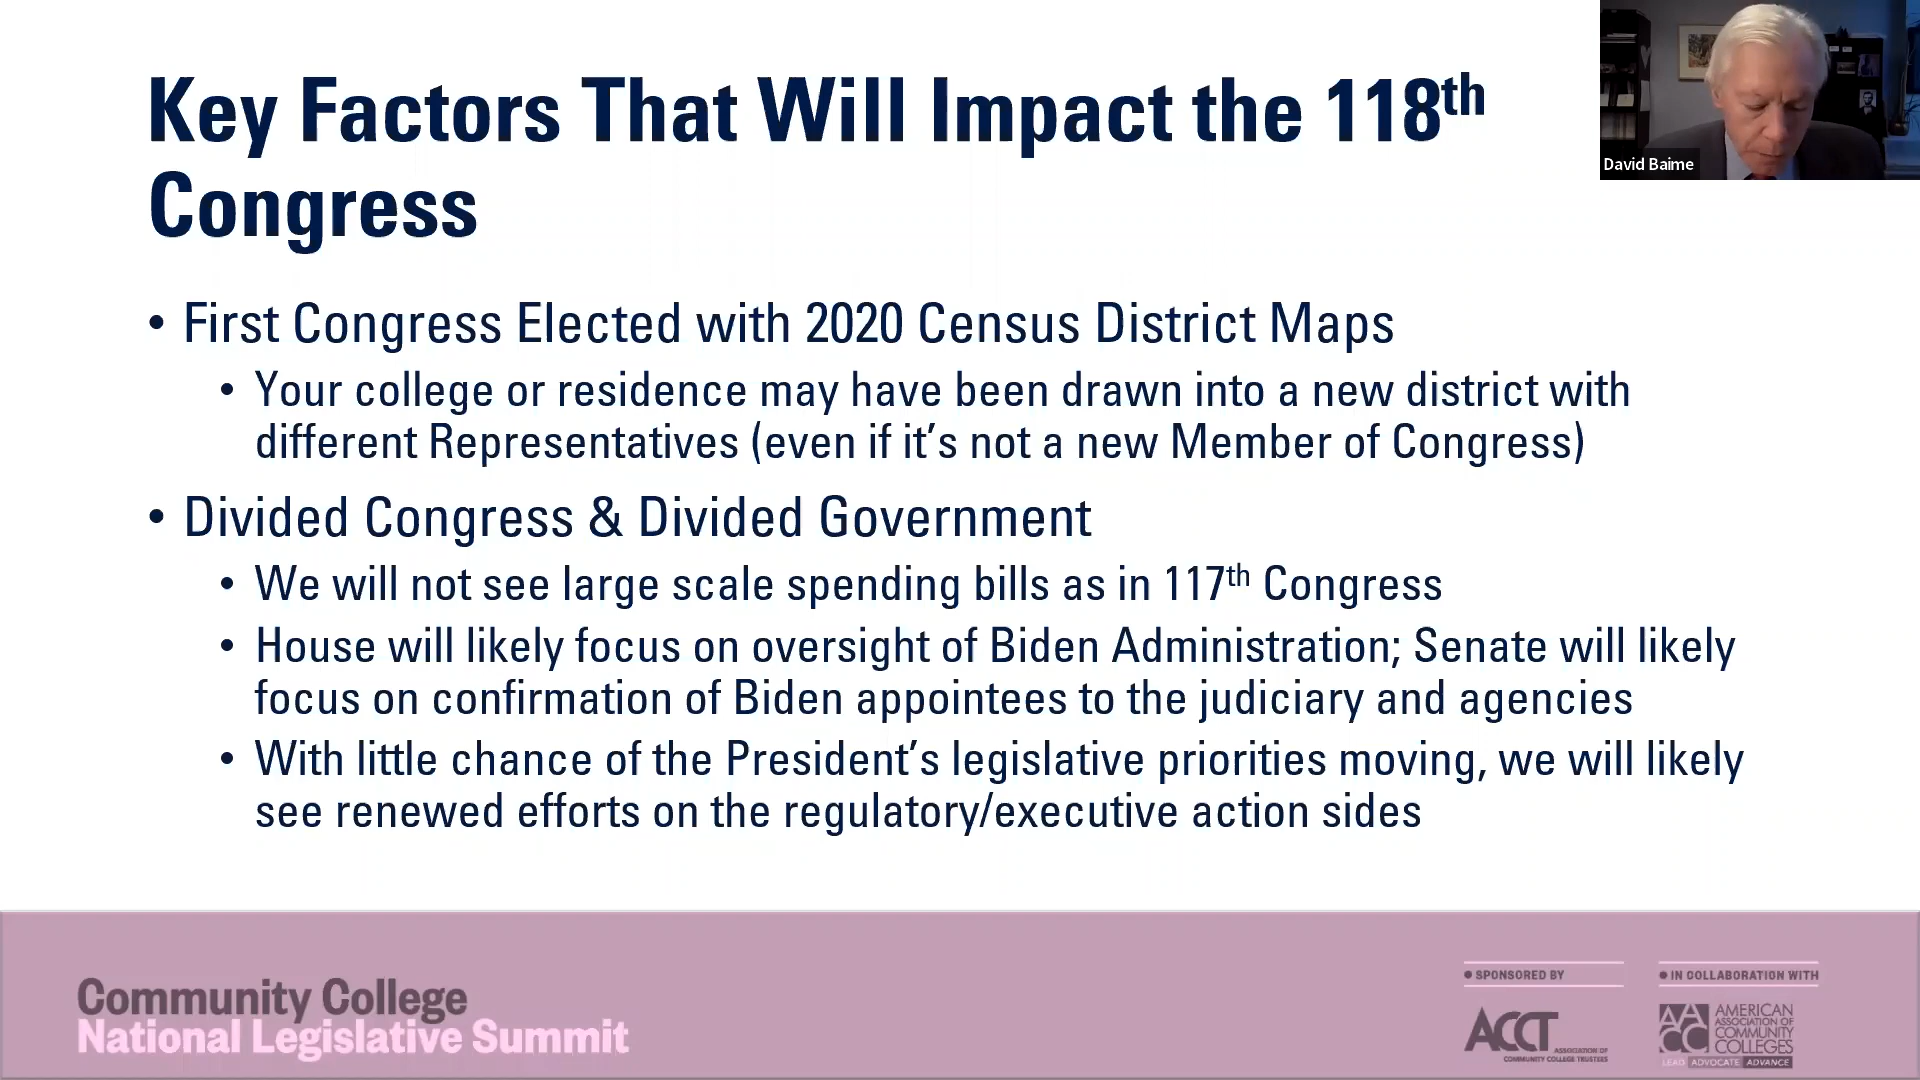 Key Factors That Will Impact the 118th
Congress
David Baime
• First Congress Elected with 2020 Census District Maps
• Your college or residence may have been drawn into a new district with
different Representatives (even if it’s not a new Member of Congress)
• Divided Congress & Divided Government
• We will not see large scale spending bills as in 117th Congress
• House will likely focus on oversight of Biden Administration; Senate will likely
focus on confirmation of Biden appointees to the judiciary and agencies
• With little chance of the President’s legislative priorities moving, we will likely
see renewed efforts on the regulatory/executive action sides
Community College
National Legislative Summit
• SPONSORED BY
ACCT
ASSOCIATION OF
COMMUNITY COLLEGE TRUSTEES
• IN COLLABORATION WITH
AACC
AMERICAN
ASSOCIATION OF
COMMUNITY
COLLEGES
LEAD ADVOCATE ADVANCE